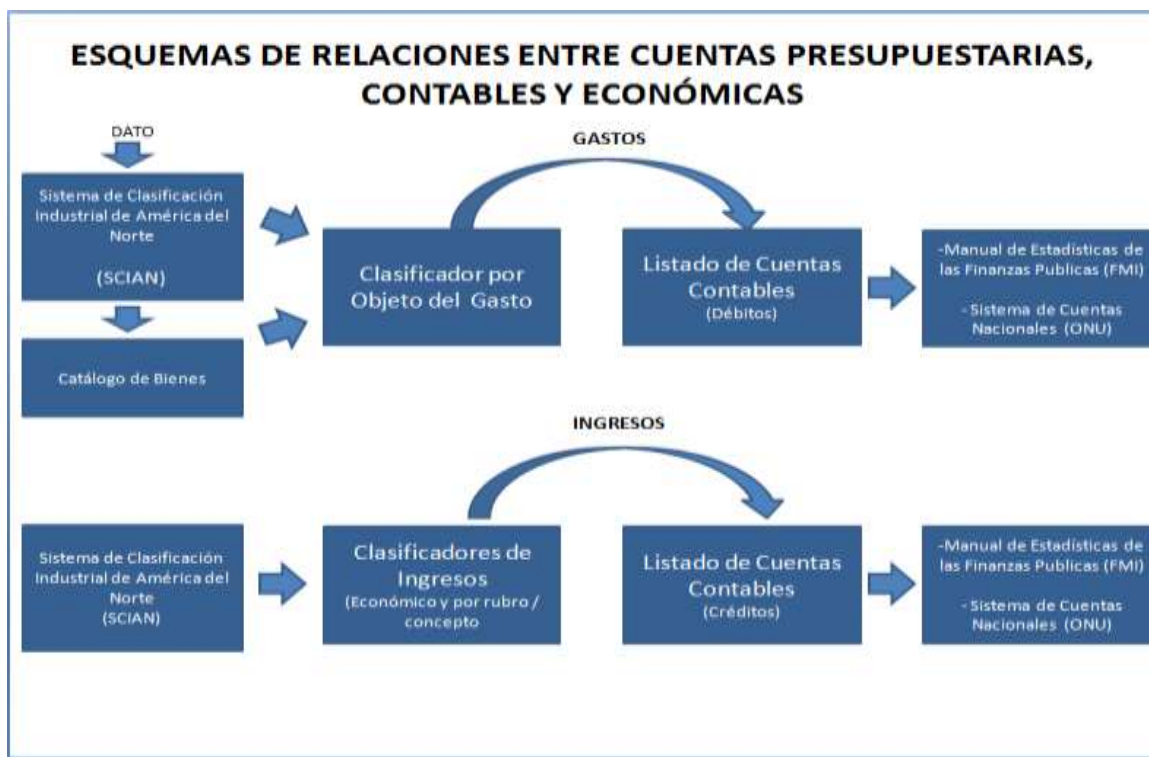 ESQUEMAS DE RELACIONES ENTRE CUENTAS PRESUPUESTARIAS,
CONTABLES Y ECONÓMICAS
DATO
GASTOS
Sistema de Clasificación
Industrial de América del
Norte
(SCIAN)
Catálogo de Bienes
Clasificador por
Objeto del Gasto
Listado de Cuentas
Contables
(Débitos)
-Manual de Estadísticas de
las Finanzas Publicas (FMI)
-Sistema de Cuentas
Nacionales (ONU)
INGRESOS
Sistema de Clasificación
Industrial de América del
Norte
(SCIAN)
Clasificadores de
Ingresos
(Económico y por rubro /
concepto
Listado de Cuentas
Contables
(Créditos)
-Manual de Estadísticas de
las Finanzas Publicas (FMI)
- Sistema de Cuentas
Nacionales (ONU)